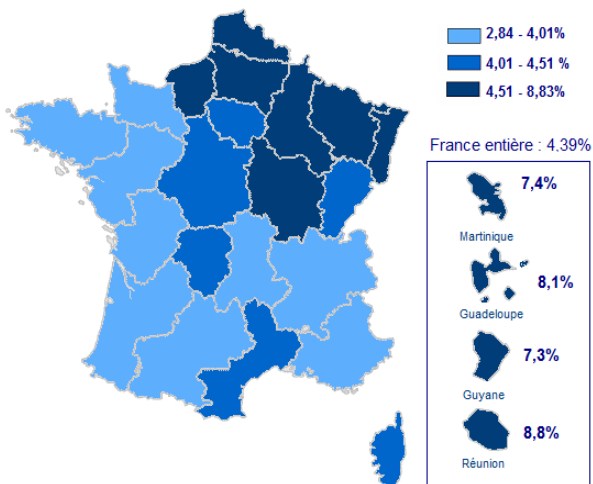 2,84 - 4,01%
4,01 - 4,51 %
4,51 - 8,83%
France entière : 4.39%
7,4%
Martinique
8,1%
Guadeloupe
7,3%
Guyane
8,8%
Réunion